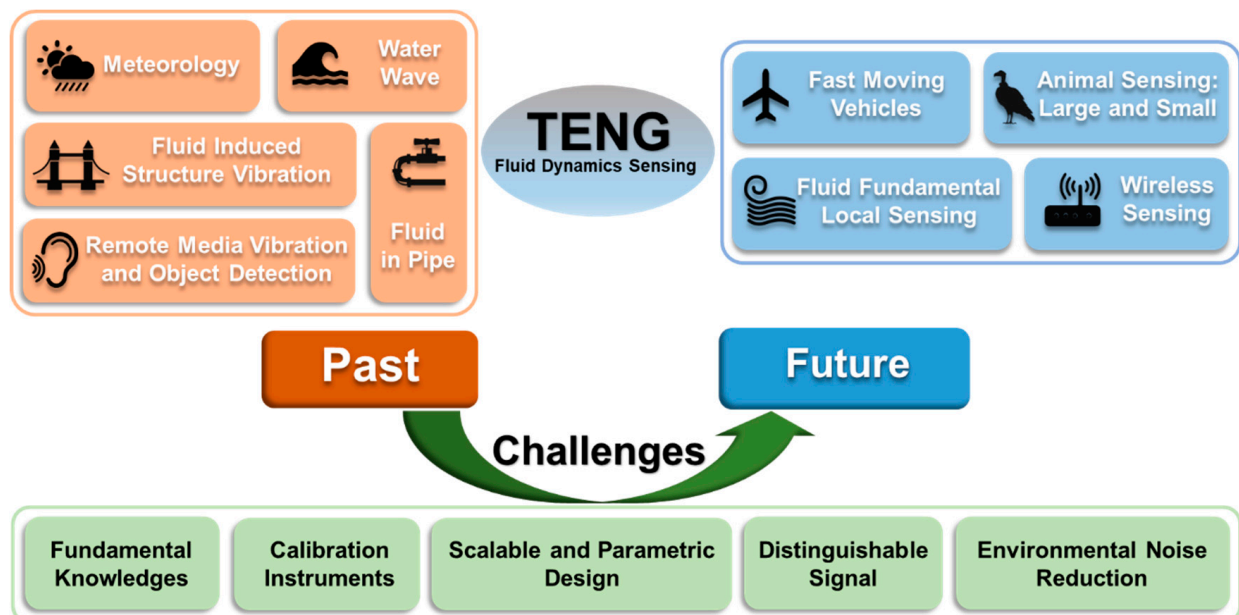 Meteorology
Water
Wave
Fluid Induced
Structure Vibration
Fluid
in Pipe
Remote Media Vibration
and Object Detection
TENG
Fluid Dynamics Sensing
Fast Moving
Vehicles
Animal Sensing:
Large and Small
Fluid Fundamental
Local Sensing
Wireless
Sensing
Past
Future
Challenges
Fundamental
Knowledges
Calibration
Instruments
Scalable and Parametric
Design
Distinguishable
Signal
Environmental Noise
Reduction